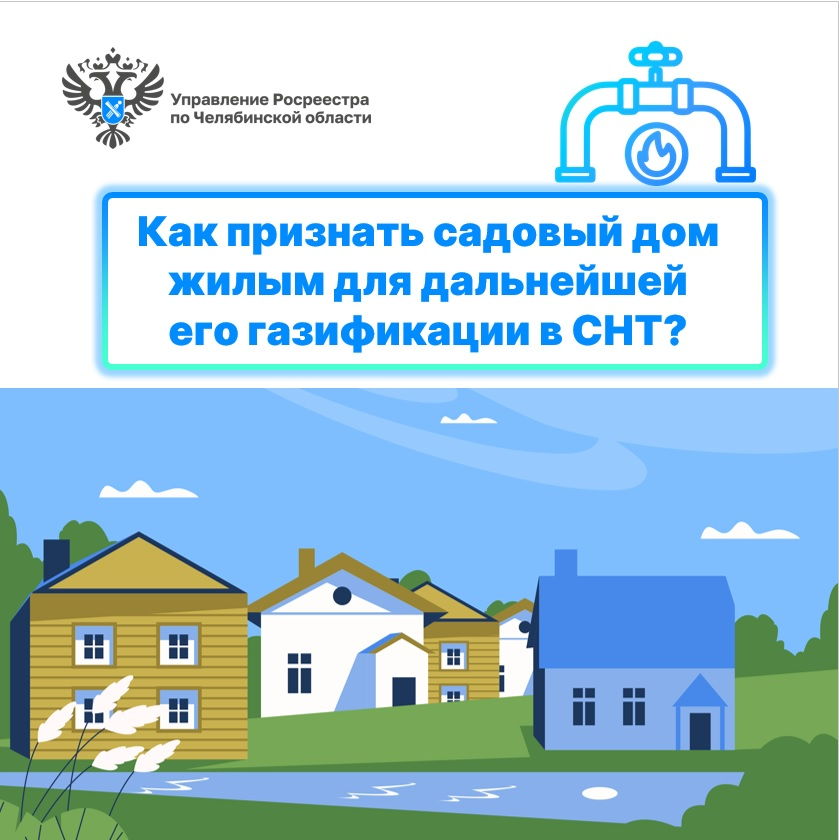 Управление Росреестра
по Челябинской области
Как признать садовый дом
жилым для дальнейшей
его газификации в СНТ?